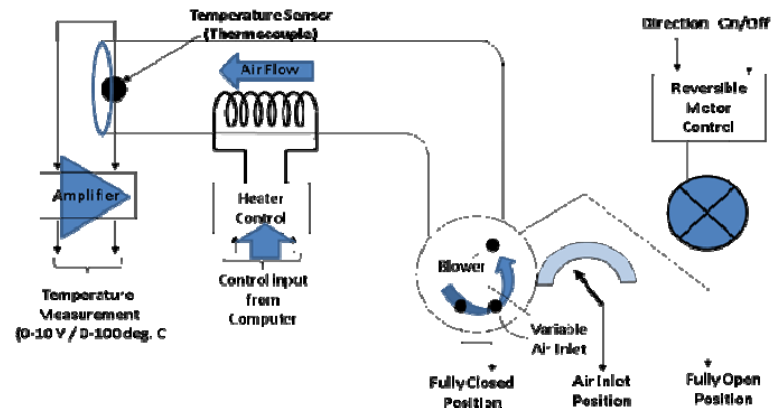 Temperature Sensor
(Thermocouple)
Direction On/Off
Air Flow
Reversible
Motor
Control
Amplifier
Heater
Control
Blower
Control Input
from
Computer
Temperature
Measurement
(0-10 V / 0-100 deg. C
Variable
Air Inlet
Fully Closed
Position
Air Inlet
Position
Fully Open
Position